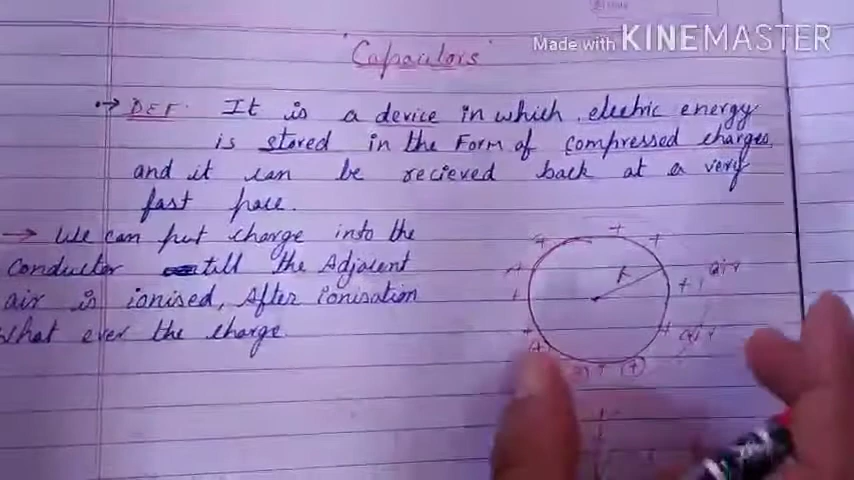 Made with KINEMASTER
"Capacitors"
•→ DEF. It is a device in which electric energy
is stored in the Form of compressed charges
and it can be recieved back at a very
fast pace.
→ We can put charge into the
conductor till the Adjacent
air is ionised, After ionisation
what ever the charge
+ + + + + + + + + +
R
air
air